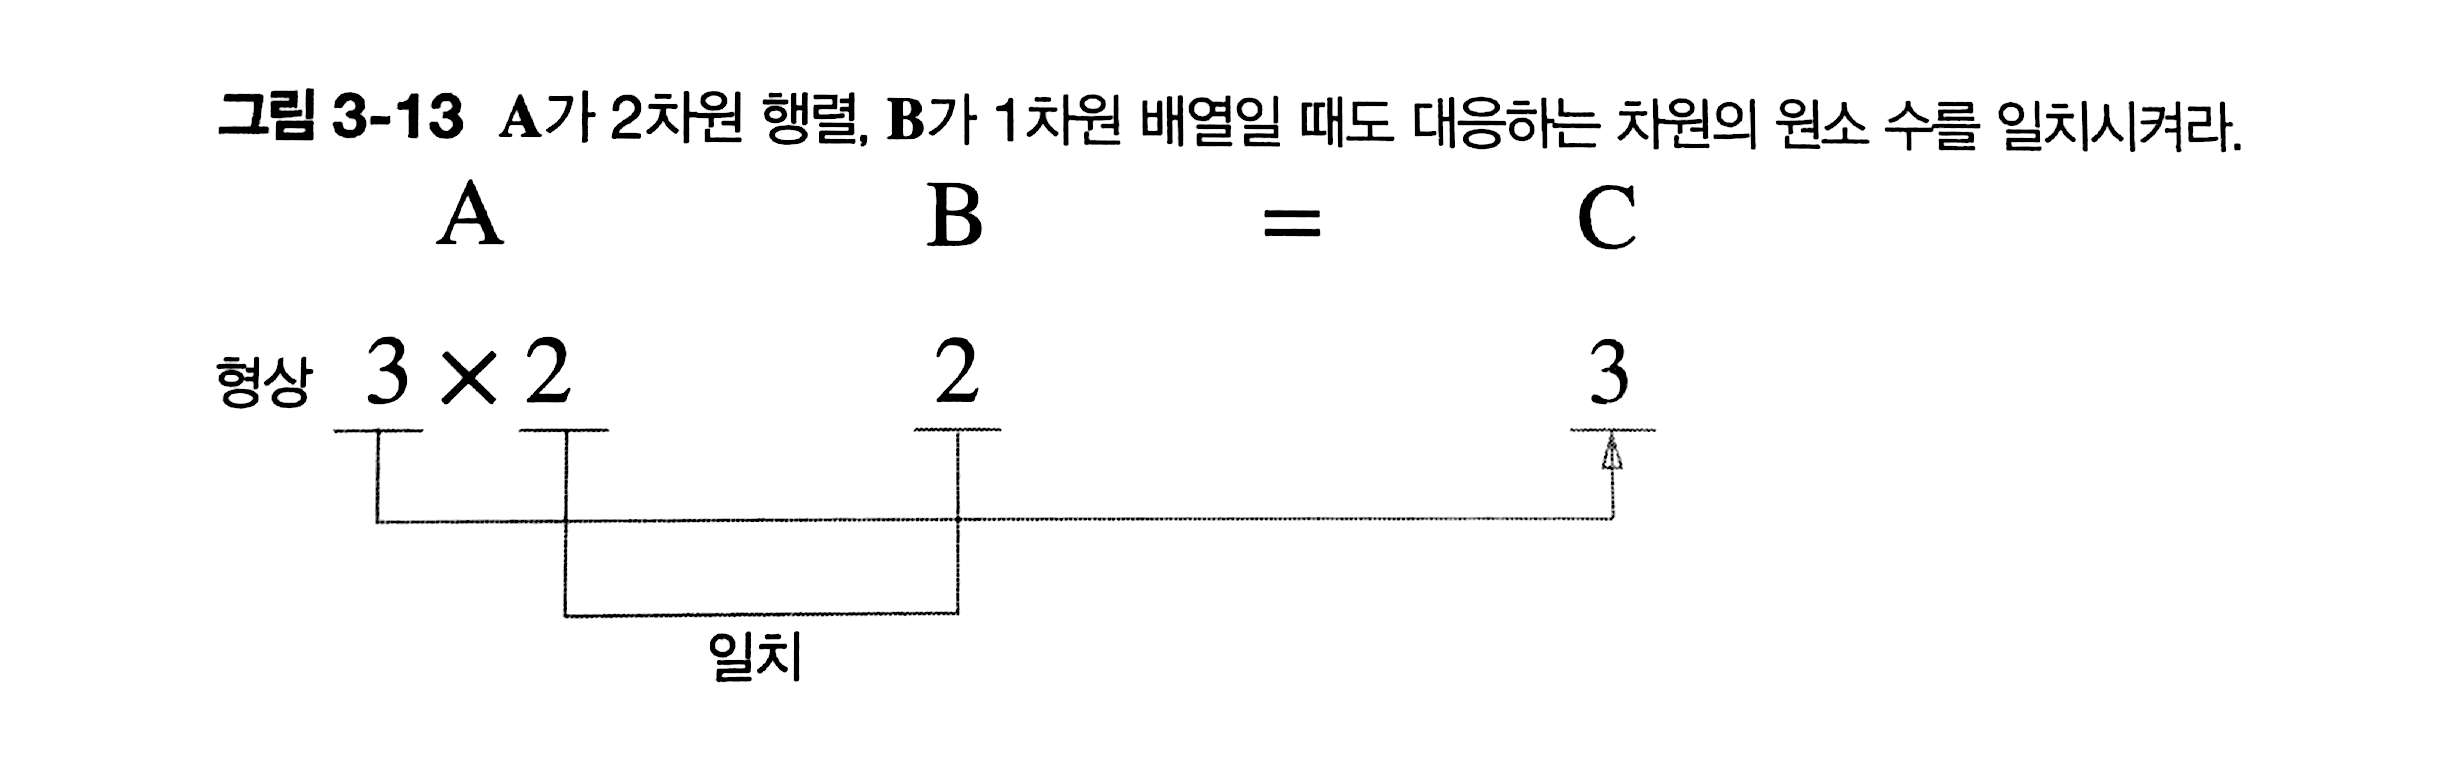 그림 3-13 A가 2차원 행렬, B가 1차원 배열일 때도 대응하는 차원의 원소 수를 일치시켜라.
A B = C
형상 3 × 2 2 3
일치